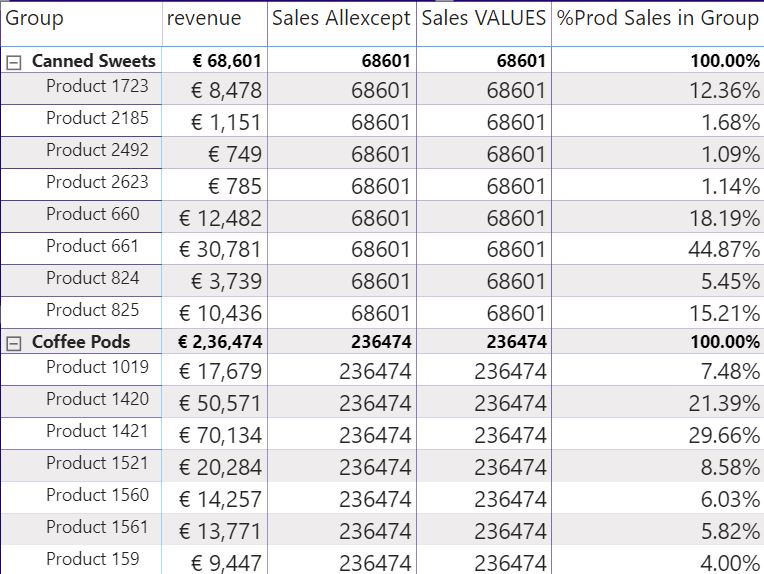 Group revenue Sales Allexcept Sales VALUES %Prod Sales in Group
Canned Sweets € 68,601 68601 68601 100.00%
Product 1723 € 8,478 68601 68601 12.36%
Product 2185 € 1,151 68601 68601 1.68%
Product 2492 € 749 68601 68601 1.09%
Product 2623 € 785 68601 68601 1.14%
Product 660 € 12,482 68601 68601 18.19%
Product 661 € 30,781 68601 68601 44.87%
Product 824 € 3,739 68601 68601 5.45%
Product 825 € 10,436 68601 68601 15.21%
Coffee Pods € 2,36,474 236474 236474 100.00%
Product 1019 € 17,679 236474 236474 7.48%
Product 1420 € 50,571 236474 236474 21.39%
Product 1421 € 70,134 236474 236474 29.66%
Product 1521 € 20,284 236474 236474 8.58%
Product 1560 € 14,257 236474 236474 6.03%
Product 1561 € 13,771 236474 236474 5.82%
Product 159 € 9,447 236474 236474 4.00%